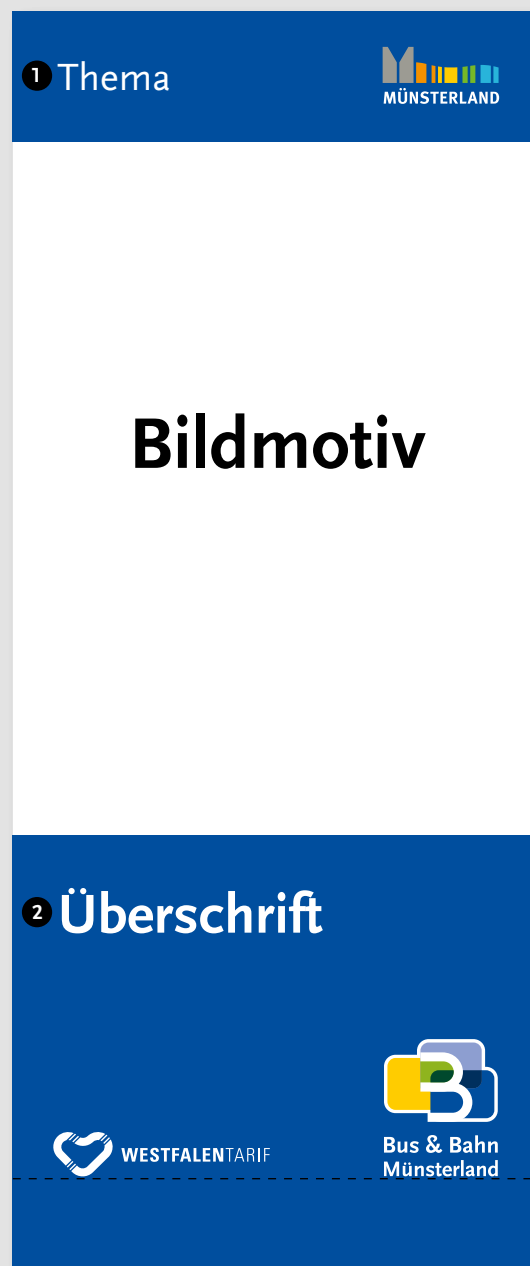 1 Thema
MÜNSTERLAND
Bildmotiv
2 Überschrift
WESTFALENTARIF
B
Bus & Bahn
Münsterland